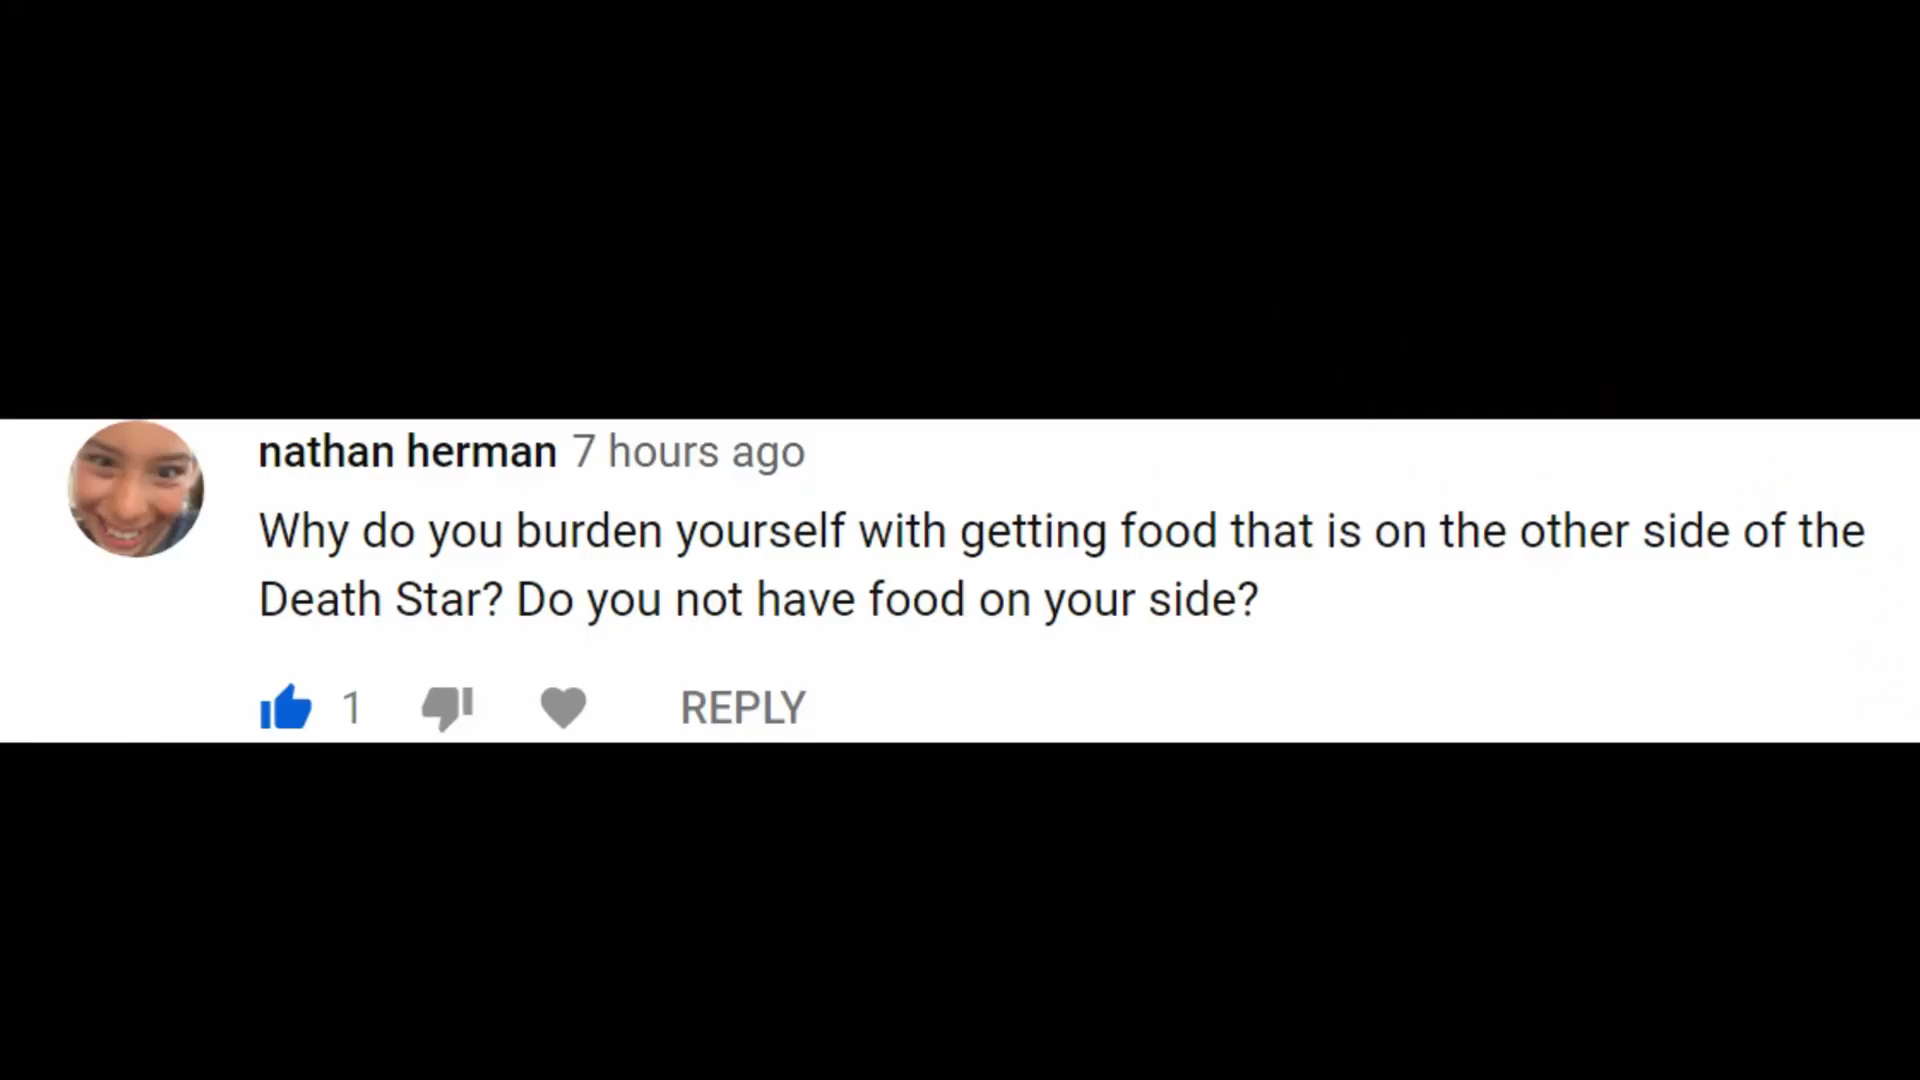 nathan herman 7 hours ago
Why do you burden yourself with getting food that is on the other side of the
Death Star? Do you not have food on your side?
1 REPLY